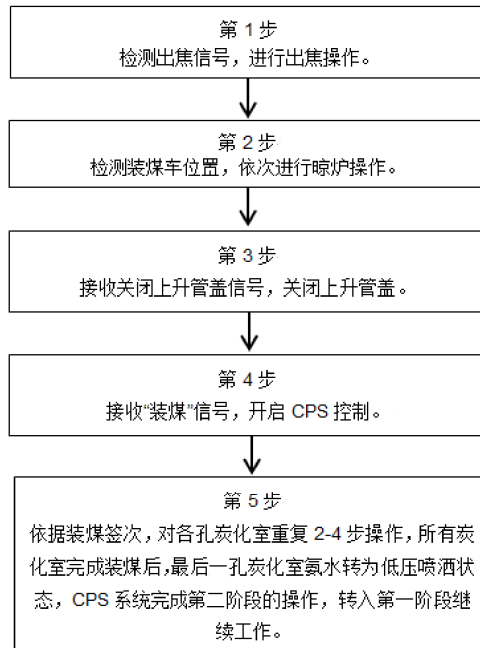 第 1 步
检测出焦信号，进行出焦操作。
第 2 步
检测装煤车位置，依次进行晾炉操作。
第 3 步
接收关闭上升管盖信号，关闭上升管盖。
第 4 步
接收“装煤”信号，开启 CPS 控制。
第 5 步
依据装煤签次，对各孔炭化室重复 2-4 步操作，所有炭
化室完成装煤后，最后一孔炭化室氨水转为低压喷洒状
态，CPS 系统完成第二阶段的操作，转入第一阶段继
续工作。